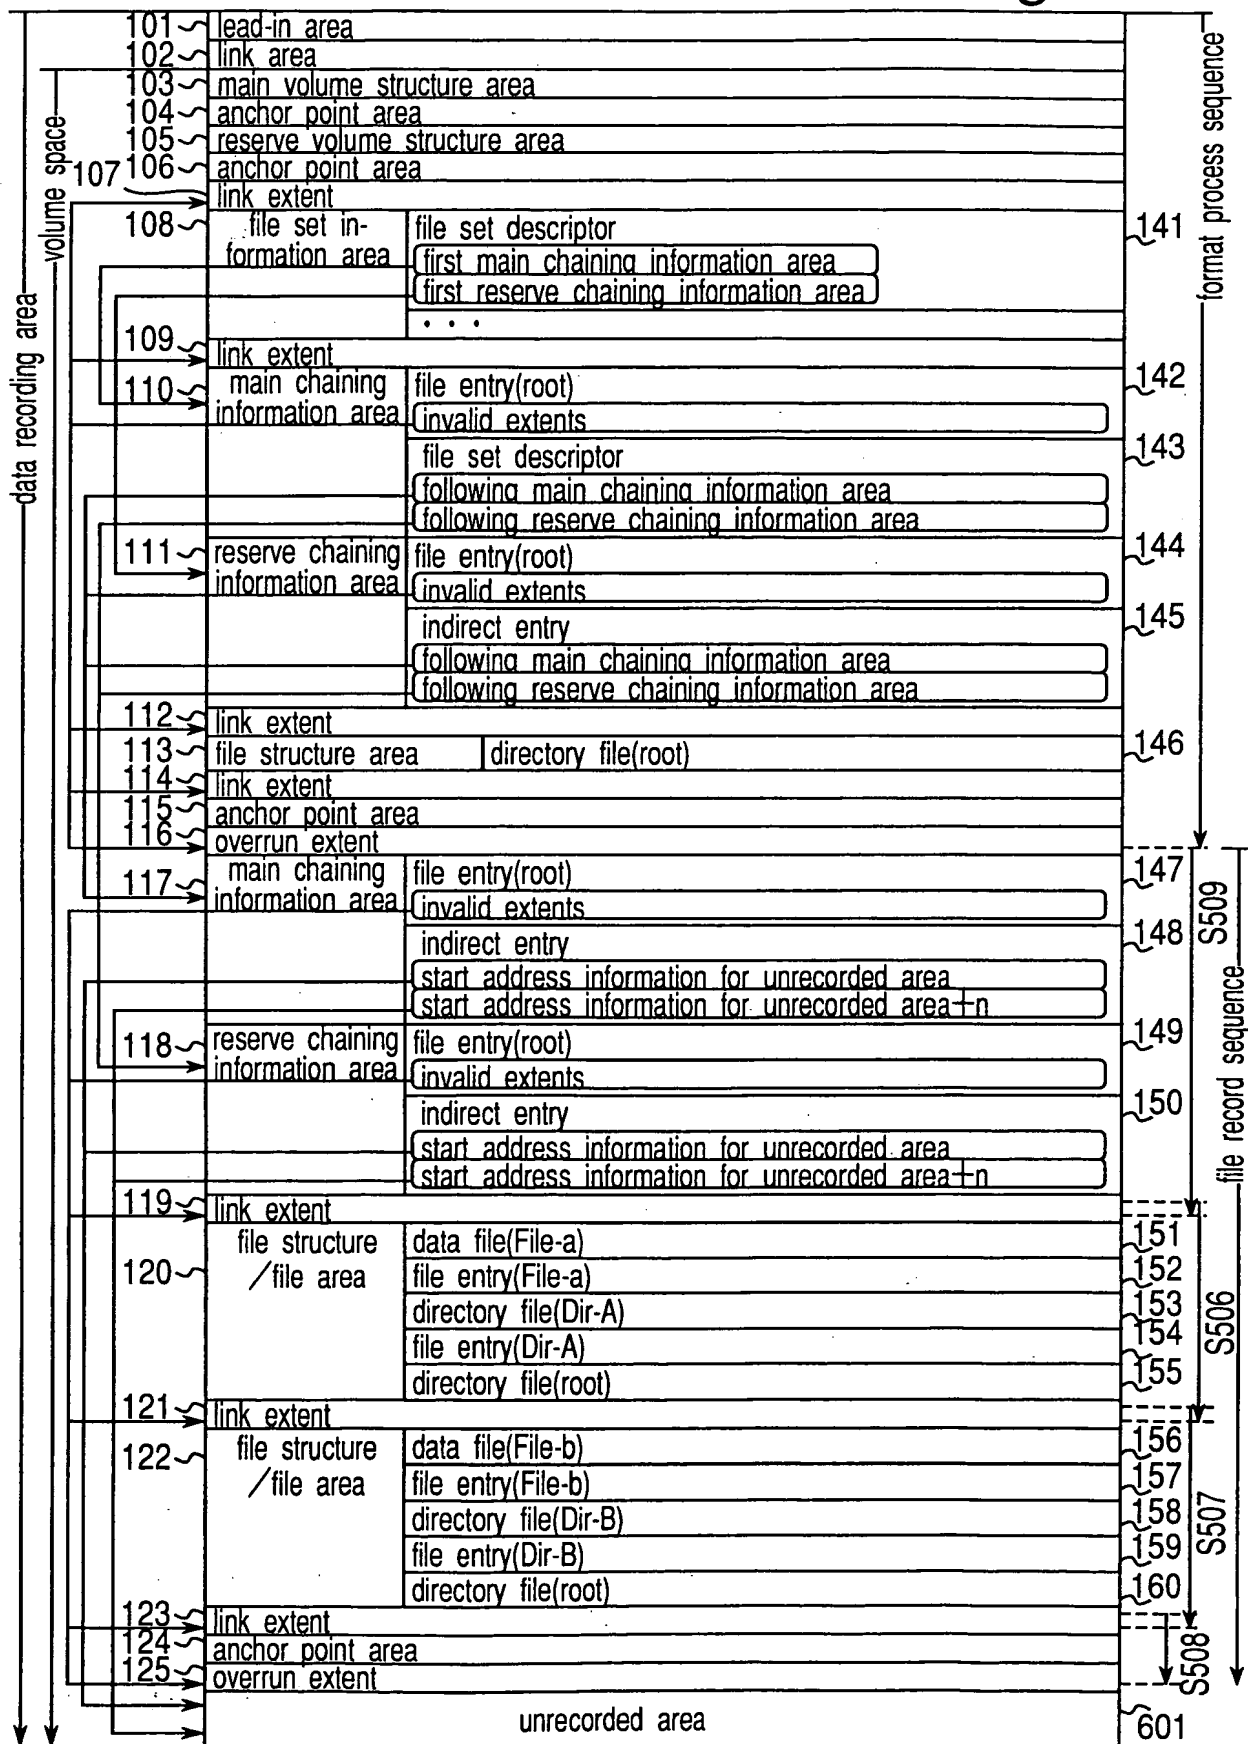 g
data recording area
volume space
format process sequence
101 lead-in area
102 link area
103 main volume structure area
104 anchor point area
105 reserve volume structure area
106 anchor point area
107 link extent
108 file set in-
formation area
file set descriptor 141
first main chaining information area
first reserve chaining information area
. . .
109 link extent
110 main chaining
information area
file entry(root) 142
invalid extents
file set descriptor 143
following main chaining information area
following reserve chaining information area
111 reserve chaining
information area
file entry(root) 144
invalid extents
indirect entry 145
following main chaining information area
following reserve chaining information area
112 link extent
113 file structure area directory file(root) 146
114 link extent
115 anchor point area
116 overrun extent
117 main chaining
information area
file entry(root) 147
invalid extents
indirect entry 148
start address information for unrecorded area
start address information for unrecorded area+n
118 reserve chaining
information area
file entry(root) 149
invalid extents
indirect entry 150
start address information for unrecorded area
start address information for unrecorded area+n
S509
file record sequence
119 link extent
120 file structure
/file area
data file(File-a) 151
file entry(File-a) 152
directory file(Dir-A) 153
file entry(Dir-A) 154
directory file(root) 155
S506
121 link extent
122 file structure
/file area
data file(File-b) 156
file entry(File-b) 157
directory file(Dir-B) 158
file entry(Dir-B) 159
directory file(root) 160
S507
123 link extent
124 anchor point area
125 overrun extent
S508
unrecorded area 601